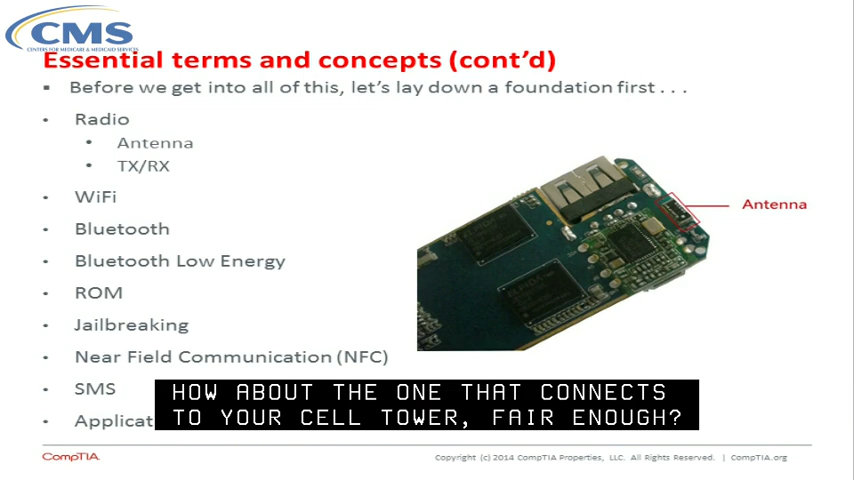 CMS
CENTERS FOR MEDICARE & MEDICAID SERVICES
Essential terms and concepts (cont’d)
▪ Before we get into all of this, let’s lay down a foundation first . . .
• Radio
• Antenna
• TX/RX
• WiFi
• Bluetooth
• Bluetooth Low Energy
• ROM
• Jailbreaking
• Near Field Communication (NFC)
• SMS
• Applicat
Antenna
HOW ABOUT THE ONE THAT CONNECTS
TO YOUR CELL TOWER, FAIR ENOUGH?
CompTIA.
Copyright (c) 2014 CompTIA Properties, LLC. All Rights Reserved. | CompTIA.org